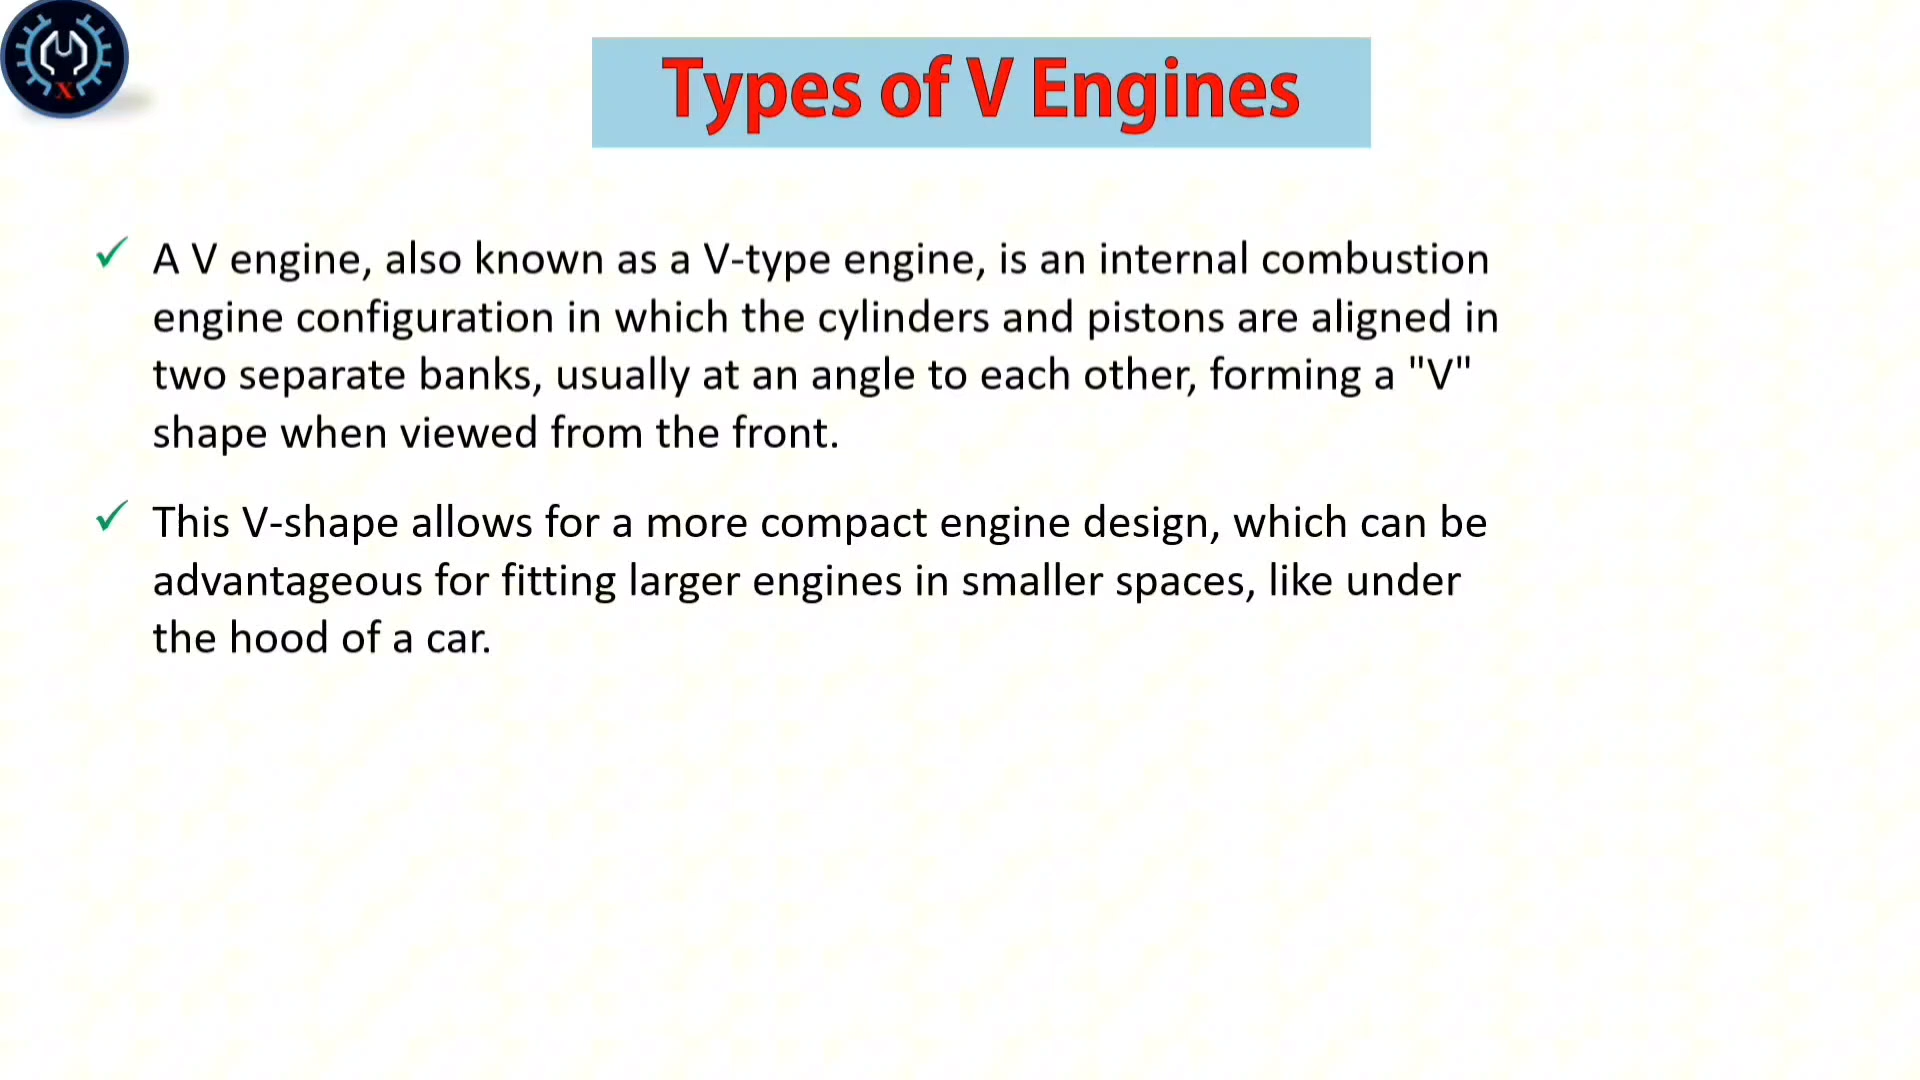 X
Types of V Engines
✓ A V engine, also known as a V-type engine, is an internal combustion
engine configuration in which the cylinders and pistons are aligned in
two separate banks, usually at an angle to each other, forming a "V"
shape when viewed from the front.
✓ This V-shape allows for a more compact engine design, which can be
advantageous for fitting larger engines in smaller spaces, like under
the hood of a car.